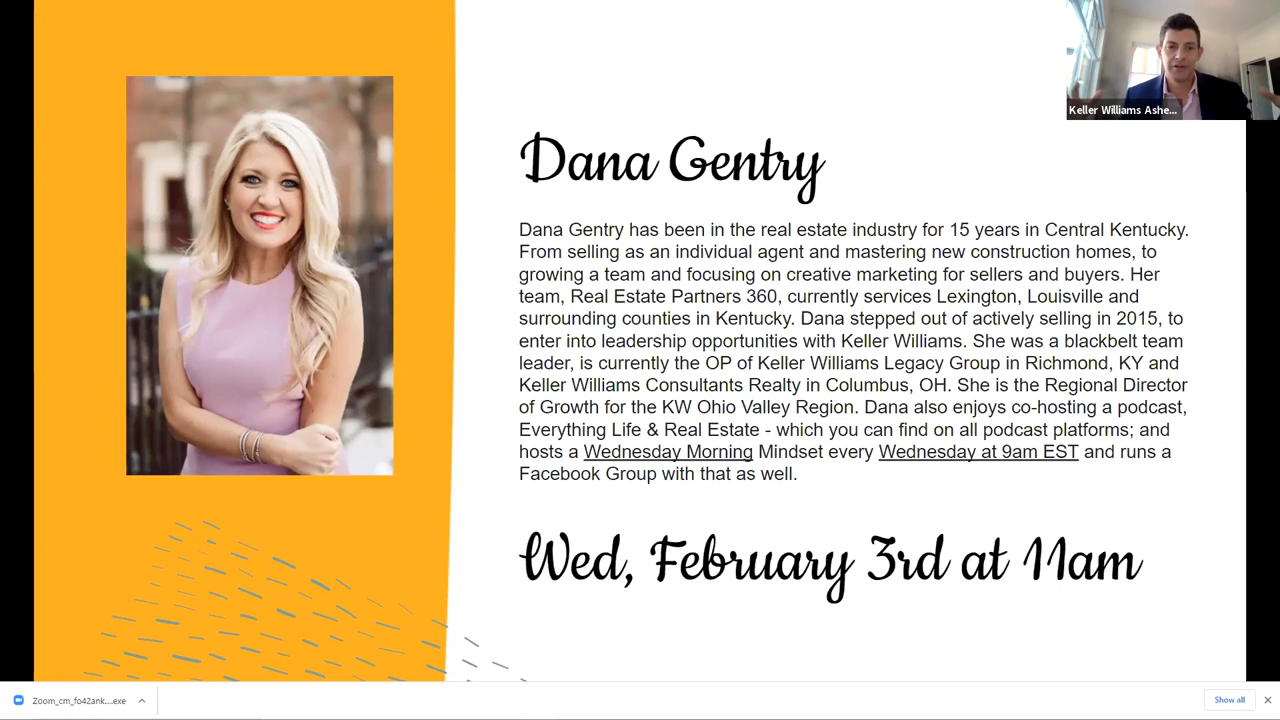 Keller Williams Ashe...
Dana Gentry
Dana Gentry has been in the real estate industry for 15 years in Central Kentucky.
From selling as an individual agent and mastering new construction homes, to
growing a team and focusing on creative marketing for sellers and buyers. Her
team, Real Estate Partners 360, currently services Lexington, Louisville and
surrounding counties in Kentucky. Dana stepped out of actively selling in 2015, to
enter into leadership opportunities with Keller Williams. She was a blackbelt team
leader, is currently the OP of Keller Williams Legacy Group in Richmond, KY and
Keller Williams Consultants Realty in Columbus, OH. She is the Regional Director
of Growth for the KW Ohio Valley Region. Dana also enjoys co-hosting a podcast,
Everything Life & Real Estate - which you can find on all podcast platforms; and
hosts a Wednesday Morning Mindset every Wednesday at 9am EST and runs a
Facebook Group with that as well.
Wed, February 3rd at 11am
Zoom_cm_fo42ank....exe
Show all